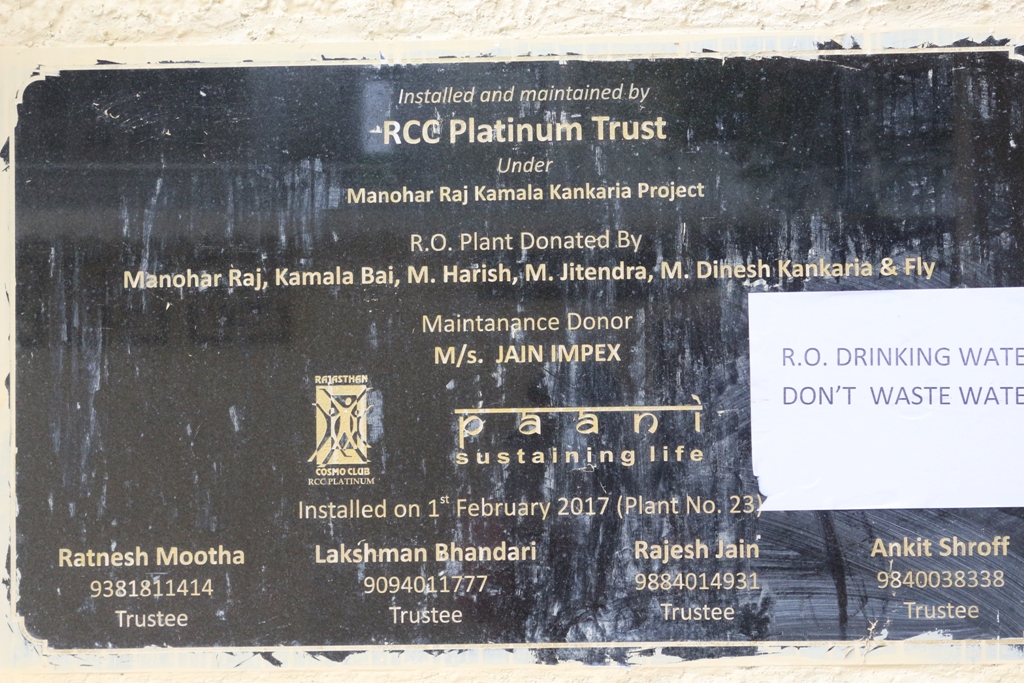 Installed and maintained by
RCC Platinum Trust
Under
Manohar Raj Kamala Kankaria Project
R.O. Plant Donated By
Manohar Raj, Kamala Bai, M. Harish, M. Jitendra, M. Dinesh Kankaria & Fly
Maintanance Donor
M/s. JAIN IMPEX
R.O. DRINKING WATE
DON'T WASTE WATE
RAJASTHAN
COSMO CLUB
RCC PLATINUM
paani
sustaining life
Installed on 1st February 2017 (Plant No. 23)
Ratnesh Mootha
9381811414
Trustee
Lakshman Bhandari
9094011777
Trustee
Rajesh Jain
9884014931
Trustee
Ankit Shroff
9840038338
Trustee